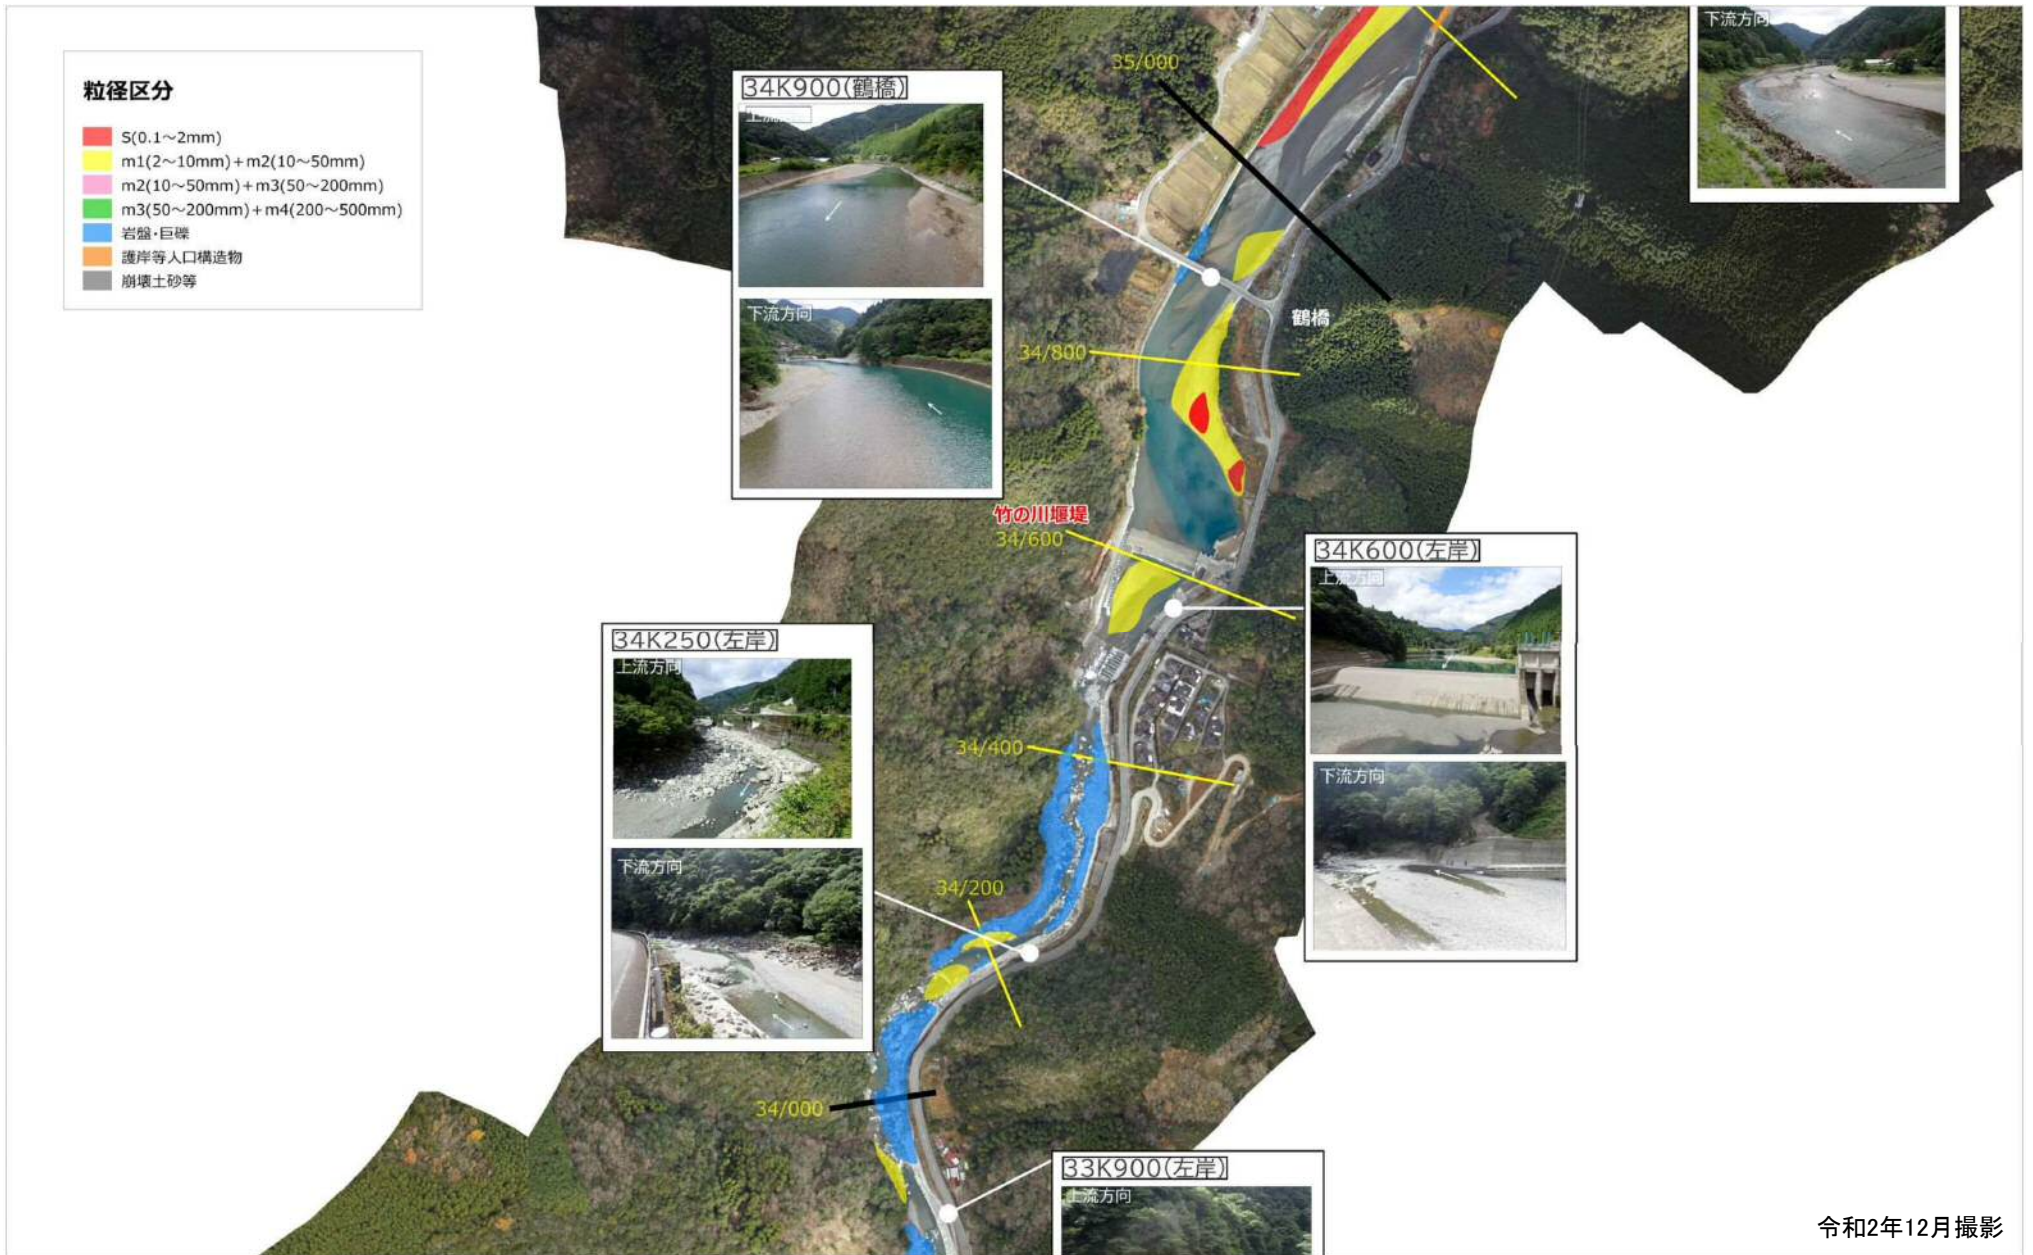 粒径区分
S(0.1～2mm)
m1(2～10mm)+m2(10～50mm)
m2(10～50mm)+m3(50～200mm)
m3(50～200mm)+m4(200～500mm)
岩盤・巨礫
護岸等人口構造物
崩壊土砂等
34K900(鶴橋)
下流方向
35/000
下流方向
鶴橋
34/800
竹の川堰堤
34/600
34K600(左岸)
上流方向
下流方向
34K250(左岸)
上流方向
下流方向
34/400
34/200
34/000
33K900(左岸)
上流方向
令和2年12月撮影